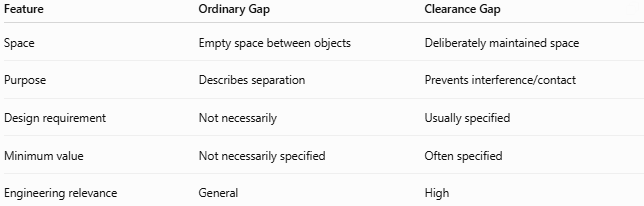 Feature Ordinary Gap Clearance Gap
Space Empty space between objects Deliberately maintained space
Purpose Describes separation Prevents interference/contact
Design requirement Not necessarily Usually specified
Minimum value Not necessarily specified Often specified
Engineering relevance General High